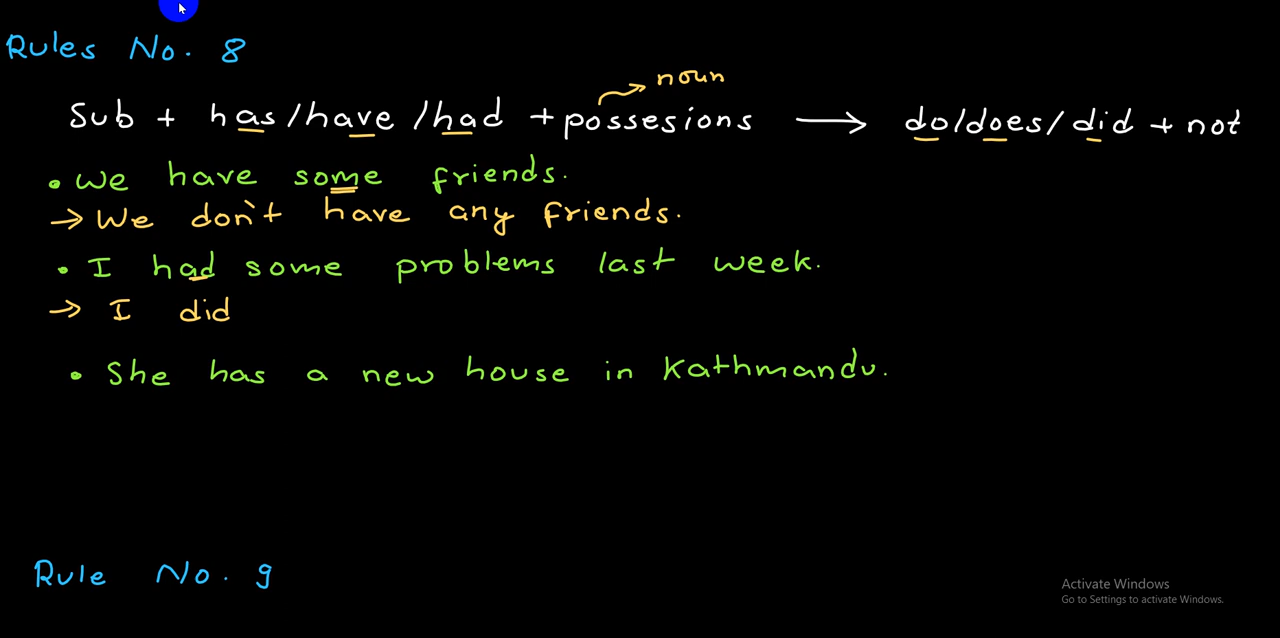 Rules No. 8
noun
Sub + has/have/had + possesions → do/does/did + not
• We have some friends.
→ We don't have any friends.
• I had some problems last week.
→ I did
• She has a new house in Kathmandu.
Rule No. 9
Activate Windows
Go to Settings to activate Windows.